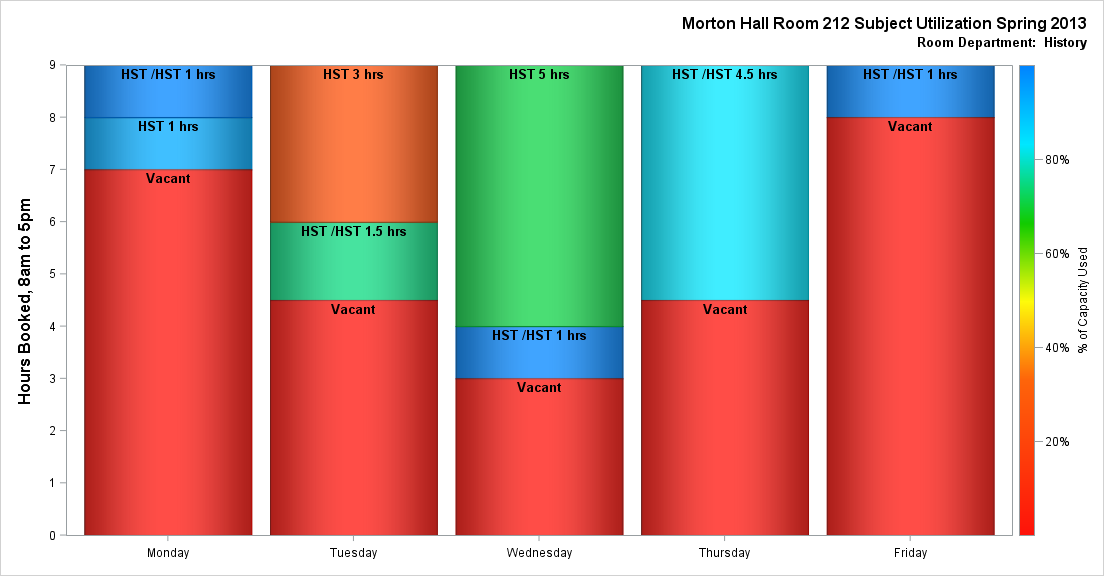 Morton Hall Room 212 Subject Utilization Spring 2013
Room Department:  History
Hours Booked, 8am to 5pm
9
8
7
6
5
4
3
2
1
0
HST /HST 1 hrs
HST 1 hrs
Vacant
HST 3 hrs
HST /HST 1.5 hrs
Vacant
HST 5 hrs
HST /HST 1 hrs
Vacant
HST /HST 4.5 hrs
Vacant
HST /HST 1 hrs
Vacant
Monday
Tuesday
Wednesday
Thursday
Friday
80%
60%
40%
20%
% of Capacity Used